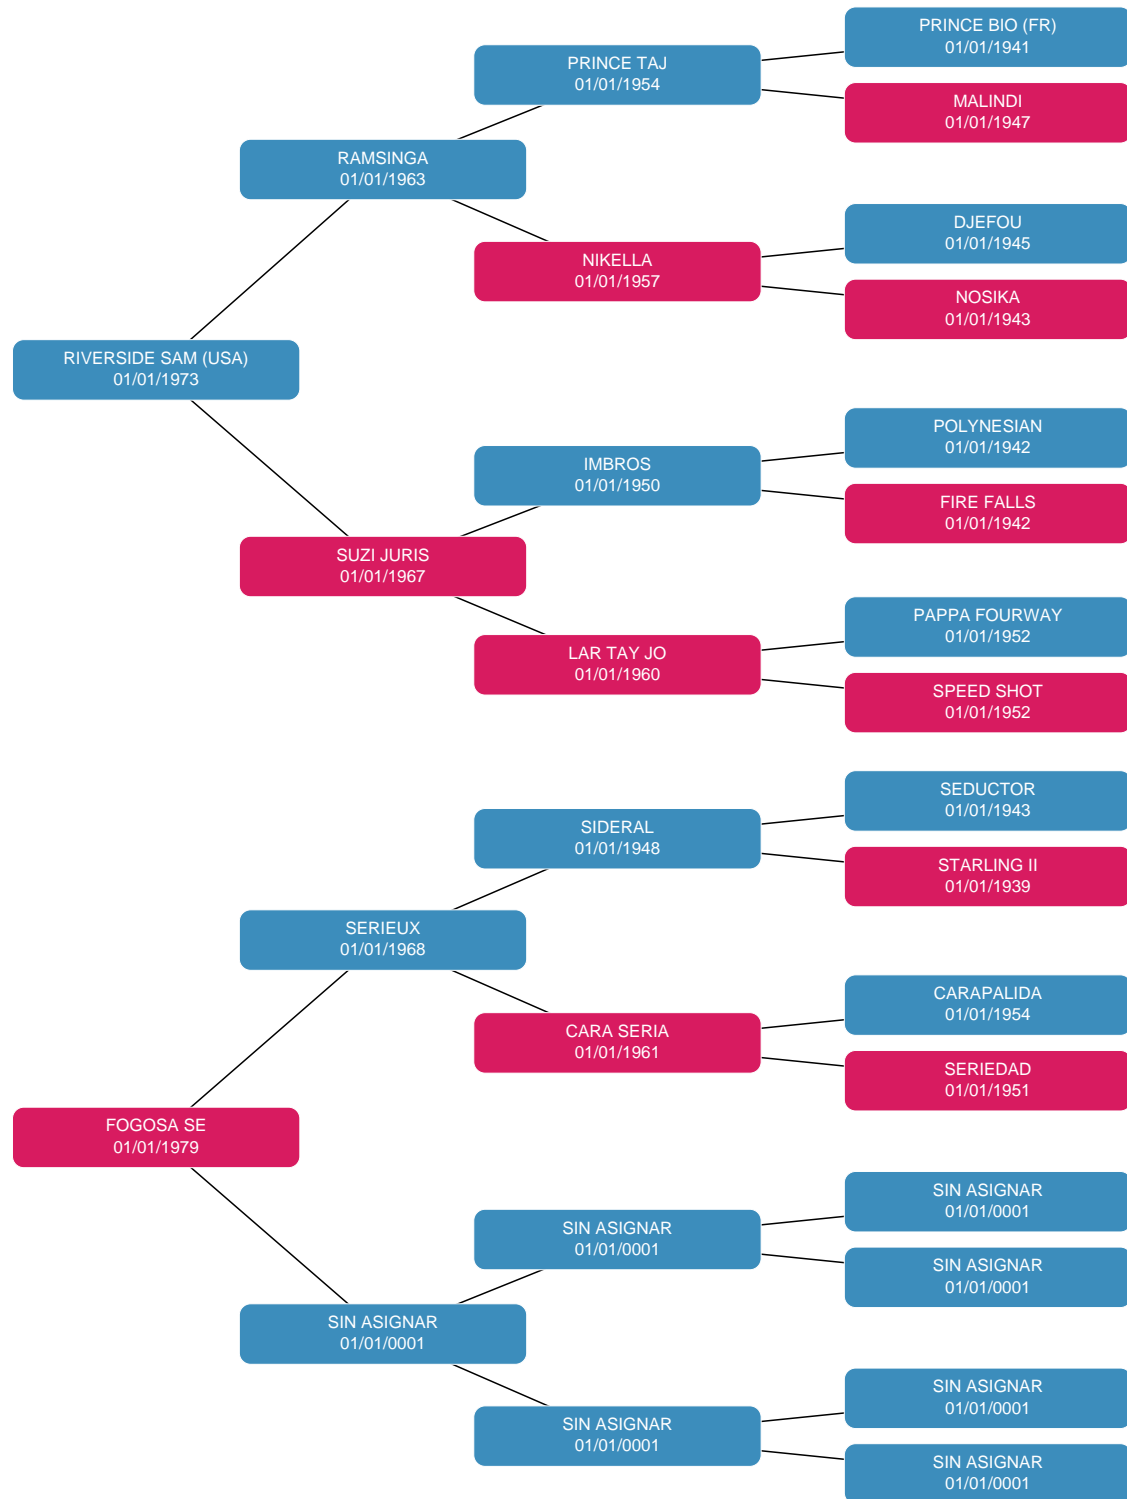 PRINCE BIO (FR)
01/01/1941
PRINCE TAJ
01/01/1954
MALINDI
01/01/1947
RAMSINGA
01/01/1963
DJEFOU
01/01/1945
NIKELLA
01/01/1957
NOSIKA
01/01/1943
RIVERSIDE SAM (USA)
01/01/1973
POLYNESIAN
01/01/1942
IMBROS
01/01/1950
FIRE FALLS
01/01/1942
SUZI JURIS
01/01/1967
PAPPA FOURWAY
01/01/1952
LAR TAY JO
01/01/1960
SPEED SHOT
01/01/1952
SEDUCTOR
01/01/1943
SIDERAL
01/01/1948
STARLING II
01/01/1939
SERIEUX
01/01/1968
CARAPALIDA
01/01/1954
CARA SERIA
01/01/1961
SERIEDAD
01/01/1951
FOGOSA SE
01/01/1979
SIN ASIGNAR
01/01/0001
SIN ASIGNAR
01/01/0001
SIN ASIGNAR
01/01/0001
SIN ASIGNAR
01/01/0001
SIN ASIGNAR
01/01/0001
SIN ASIGNAR
01/01/0001
SIN ASIGNAR
01/01/0001